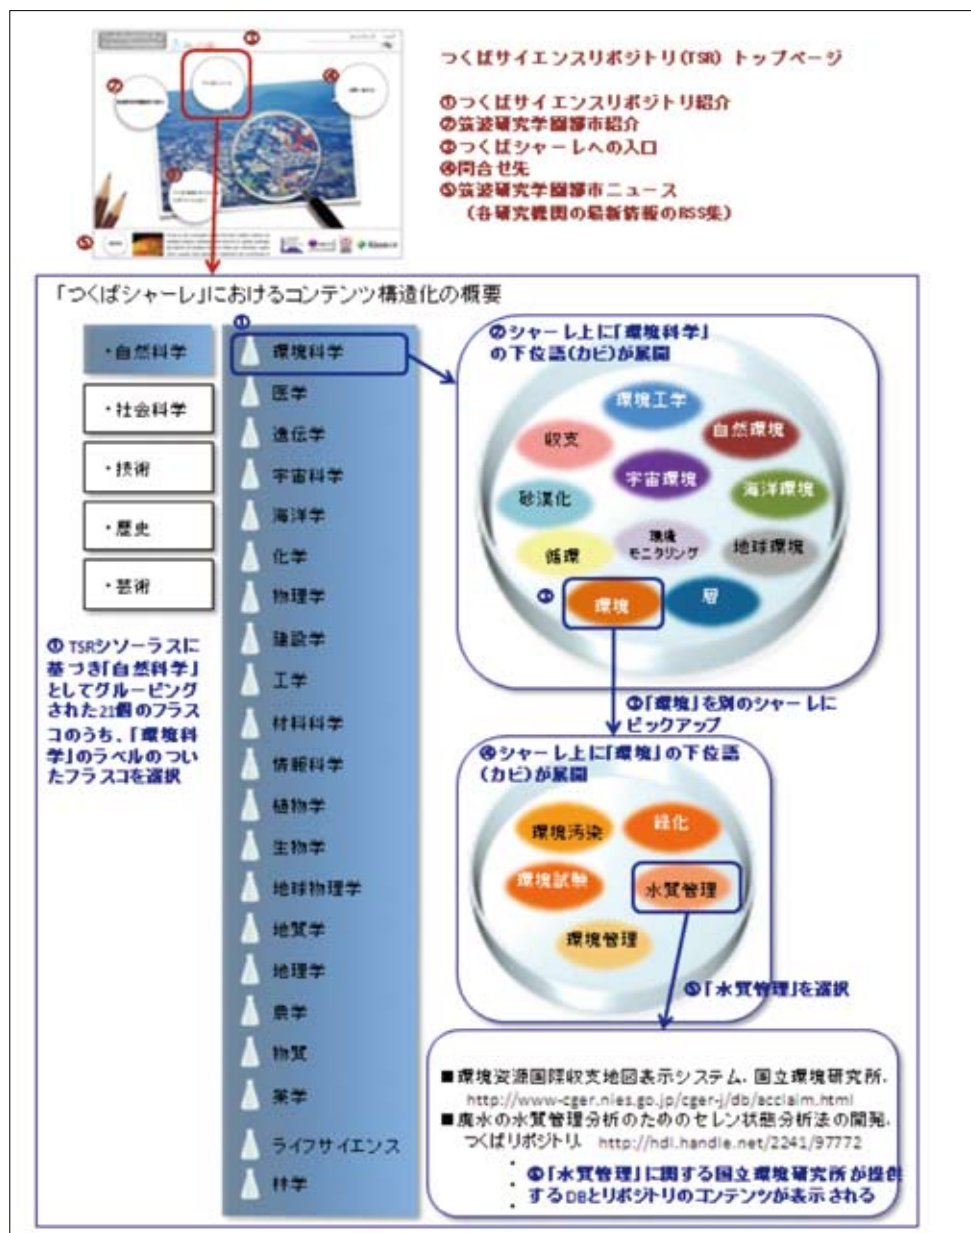 つくばサイエンスリポジトリ(TSR) トップページ
①つくばサイエンスリポジトリ紹介
②筑波研究学園都市紹介
③つくばシャーレへの入口
④問合せ先
⑤筑波研究学園都市ニュース
(各研究機関の最新情報のRSS集)
③
②
④
①
⑤
「つくばシャーレ」におけるコンテンツ構造化の概要
・自然科学
・社会科学
・技術
・歴史
・芸術
① TSRシソーラスに
基づき「自然科学」
としてグルーピング
された21個のフラス
コのうち、「環境科
学」のラベルのつい
たフラスコを選択
①
環境科学
医学
遺伝学
宇宙科学
海洋学
化学
物理学
建設学
工学
材料科学
情報科学
植物学
生物学
地球物理学
地質学
地理学
農学
物質
薬学
ライフサイエンス
林学
②シャーレ上に「環境科学」
の下位語(カビ)が展開
環境工学
収支
自然環境
宇宙環境
砂漠化
海洋環境
循環
環境
モニタリング
地球環境
③
環境
層
③「環境」を別のシャーレに
ピックアップ
④シャーレ上に「環境」の下位語
(カビ)が展開
環境汚染
緑化
環境試験
水質管理
環境管理
⑤「水質管理」を選択
■環境資源国際収支地図表示システム. 国立環境研究所.
http://www-cger.nies.go.jp/cger-j/db/acclaim.html
■廃水の水質管理分析のためのセレン状態分析法の開発.
つくばリポジトリ. http://hdl.handle.net/2241/97772
⑥「水質管理」に関する国立環境研究所が提供
するDBとリポジトリのコンテンツが表示される